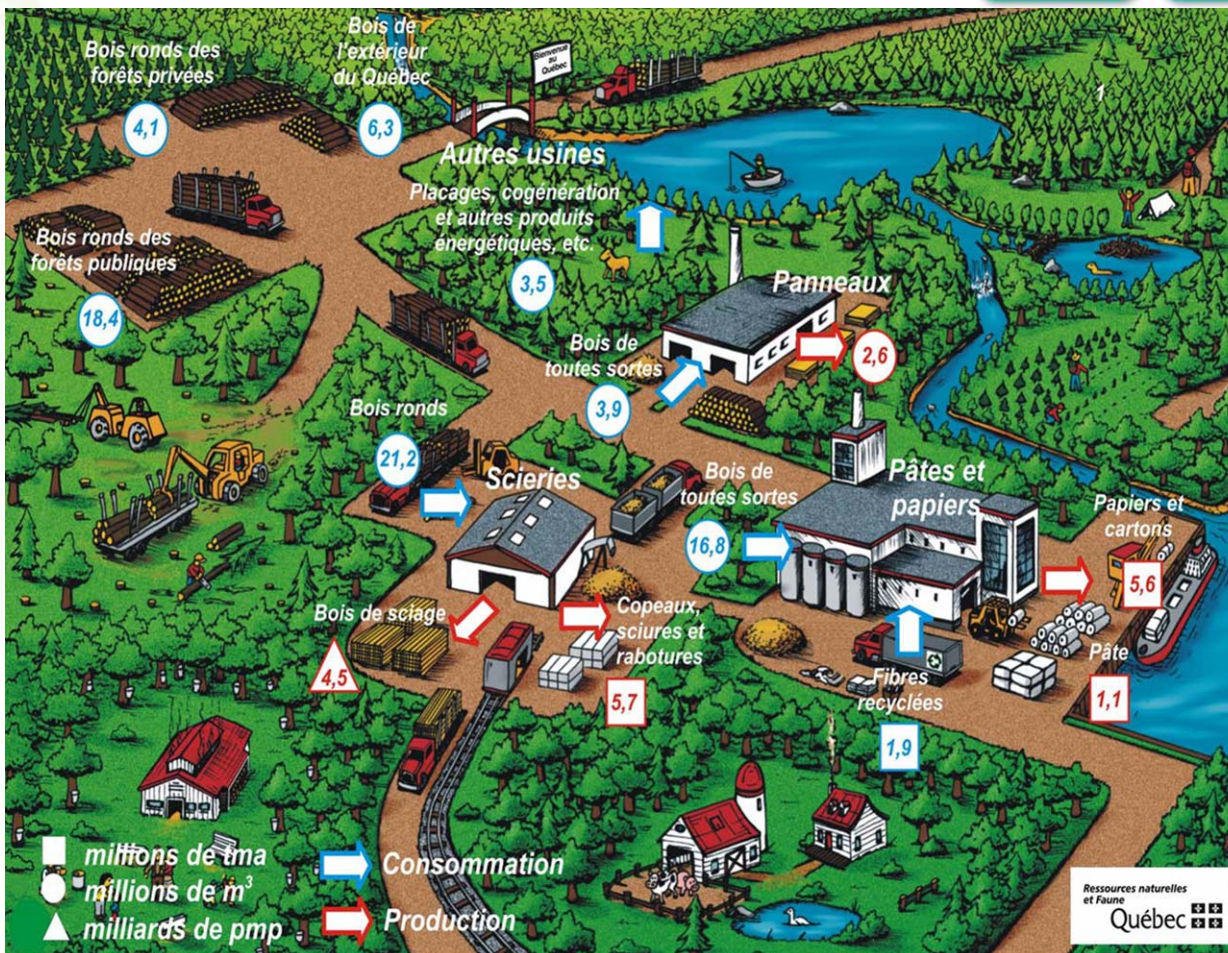 Bois ronds des
forêts privées
4,1
Bois de
l'extérieur
du Québec
6,3
Bienvenue
au
Québec
1
Autres usines
Placages, cogénération
et autres produits
énergétiques, etc.
3,5
Bois ronds des
forêts publiques
18,4
Panneaux
2,6
Bois de
toutes sortes
3,9
Bois ronds
21,2
Scieries
Bois de
toutes sortes
16,8
Pâtes et
papiers
Papiers et
cartons
5,6
Bois de sciage
4,5
Copeaux,
sciures et
rabotures
5,7
Fibres
recyclées
1,9
Pâte
1,1
millions de tma
millions de m³
milliards de pmp
Consommation
Production
Ressources naturelles
et Faune
Québec